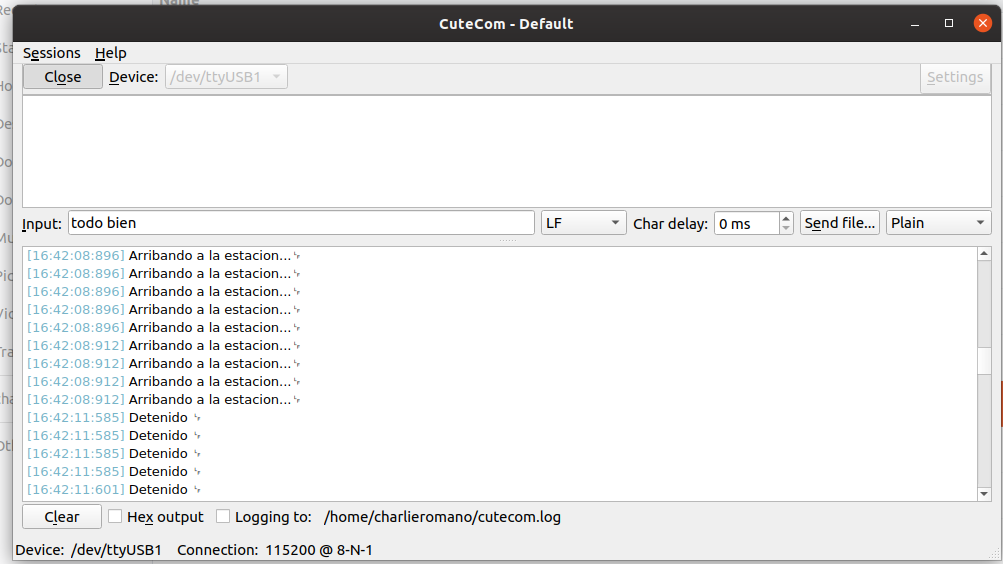 Name
CuteCom - Default
Sessions Help
Close Device: /dev/ttyUSB1 Settings
Input: todo bien LF Char delay: 0 ms Send file... Plain
[16:42:08:896] Arribando a la estacion...␊
[16:42:08:896] Arribando a la estacion...␊
[16:42:08:896] Arribando a la estacion...␊
[16:42:08:896] Arribando a la estacion...␊
[16:42:08:896] Arribando a la estacion...␊
[16:42:08:912] Arribando a la estacion...␊
[16:42:08:912] Arribando a la estacion...␊
[16:42:08:912] Arribando a la estacion...␊
[16:42:08:912] Arribando a la estacion...␊
[16:42:11:585] Detenido ␊
[16:42:11:585] Detenido ␊
[16:42:11:585] Detenido ␊
[16:42:11:585] Detenido ␊
[16:42:11:601] Detenido ␊
Clear Hex output Logging to: /home/charlieromano/cutecom.log
Device: /dev/ttyUSB1 Connection: 115200 @ 8-N-1